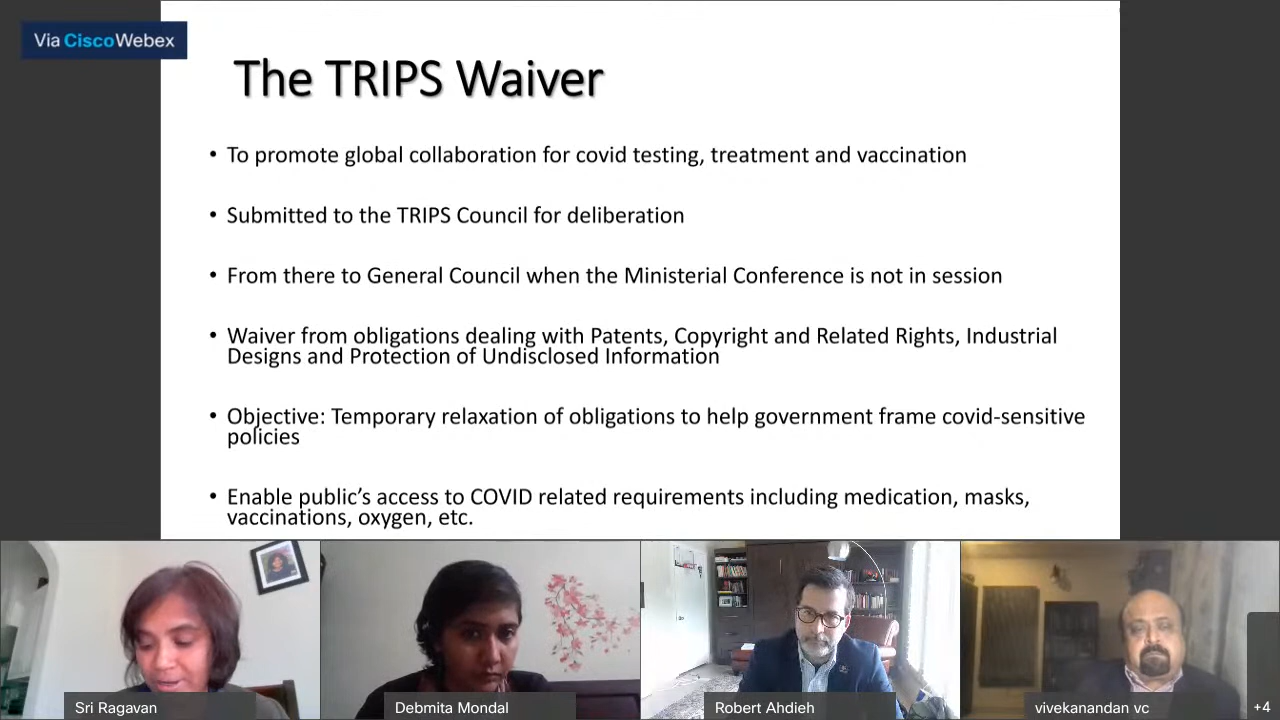 Via CiscoWebex
The TRIPS Waiver
• To promote global collaboration for covid testing, treatment and vaccination
• Submitted to the TRIPS Council for deliberation
• From there to General Council when the Ministerial Conference is not in session
• Waiver from obligations dealing with Patents, Copyright and Related Rights, Industrial
Designs and Protection of Undisclosed Information
• Objective: Temporary relaxation of obligations to help government frame covid-sensitive
policies
• Enable public’s access to COVID related requirements including medication, masks,
vaccinations, oxygen, etc.
Sri Ragavan
Debmita Mondal
Robert Ahdieh
vivekanandan vc
+4